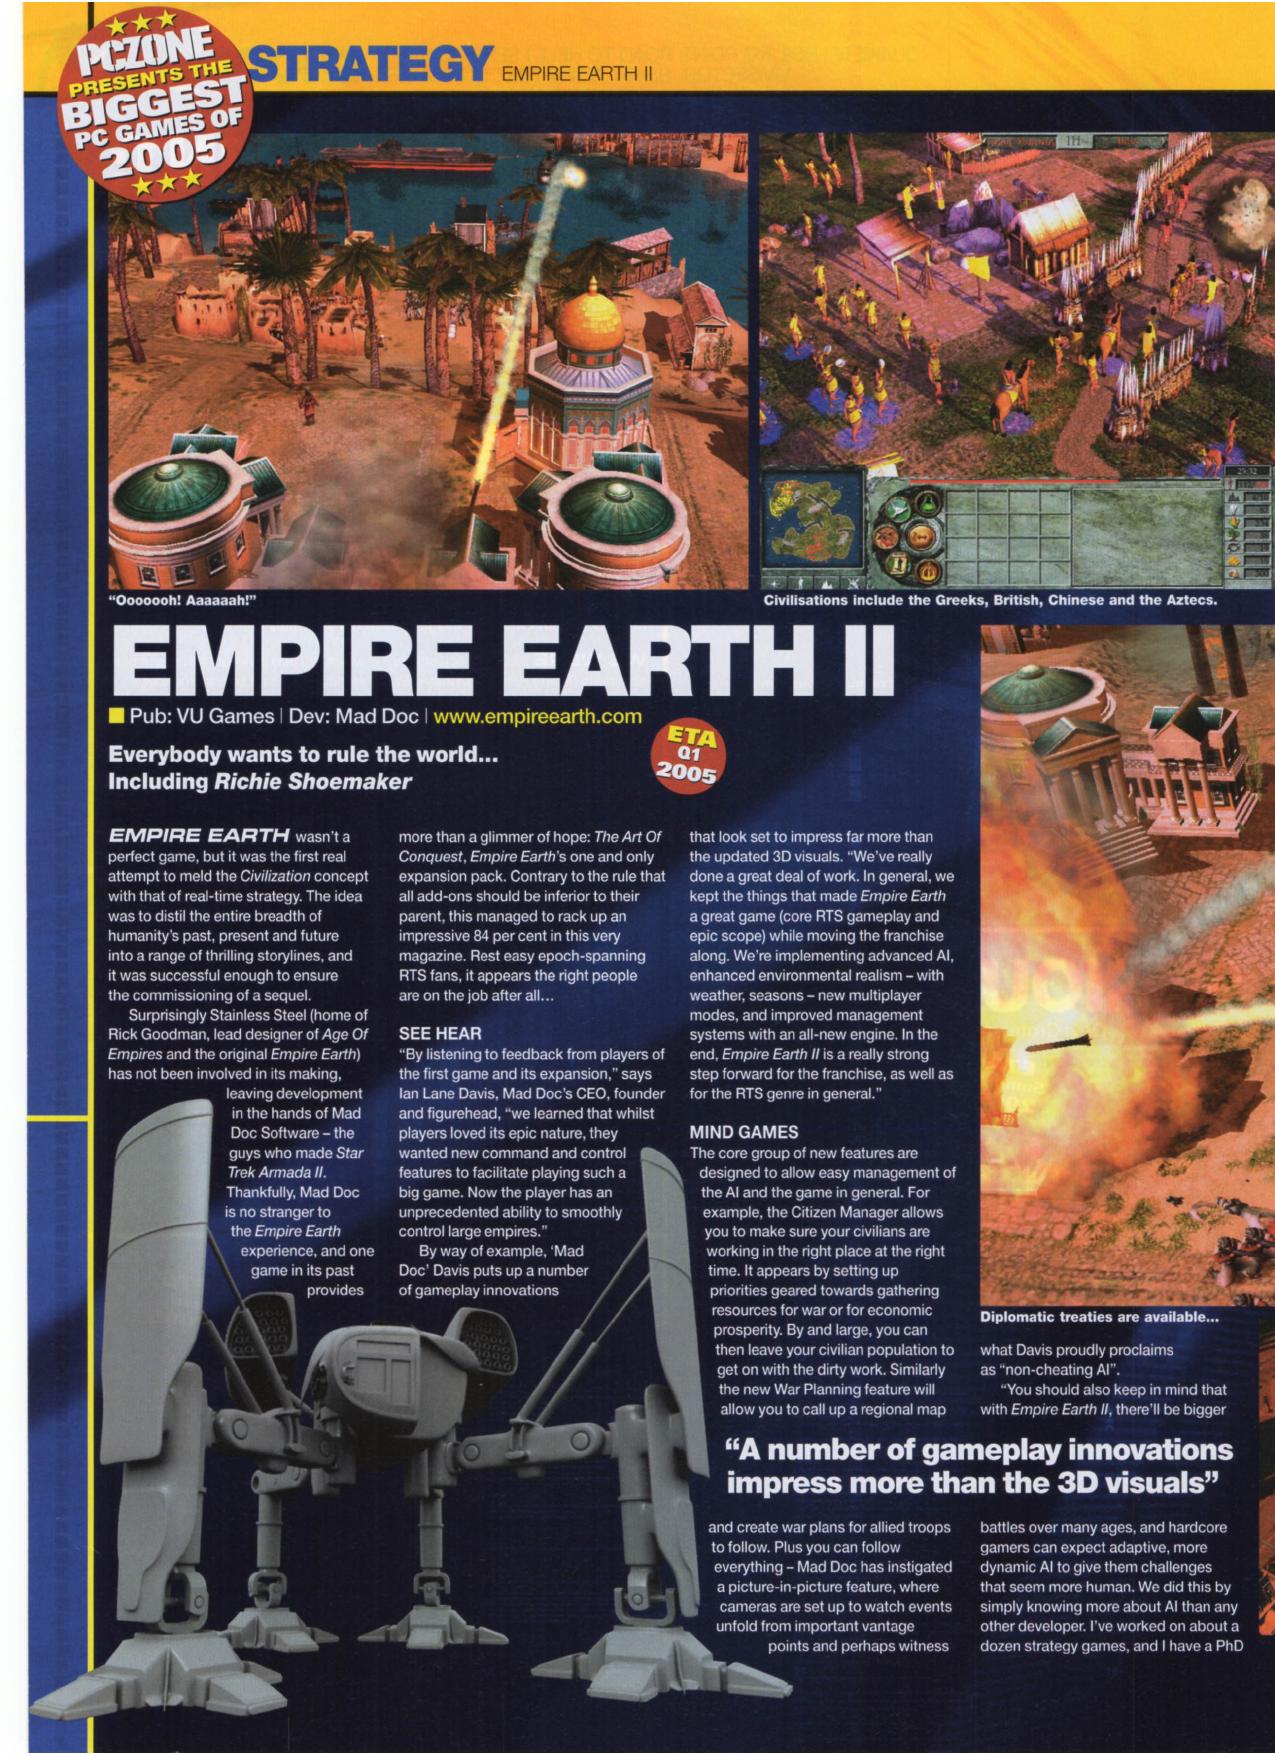 PCZONE
PRESENTS THE
BIGGEST
PC GAMES OF
2005
STRATEGY EMPIRE EARTH II
"Ooooooh! Aaaaaah!"
Civilisations include the Greeks, British, Chinese and the Aztecs.
EMPIRE EARTH II
Pub: VU Games | Dev: Mad Doc | www.empireearth.com
ETA
Q1
2005
Everybody wants to rule the world...
Including Richie Shoemaker
EMPIRE EARTH wasn't a
perfect game, but it was the first real
attempt to meld the Civilization concept
with that of real-time strategy. The idea
was to distil the entire breadth of
humanity's past, present and future
into a range of thrilling storylines, and
it was successful enough to ensure
the commissioning of a sequel.
Surprisingly Stainless Steel (home of
Rick Goodman, lead designer of Age Of
Empires and the original Empire Earth)
has not been involved in its making,
leaving development
in the hands of Mad
Doc Software – the
guys who made Star
Trek Armada II.
Thankfully, Mad Doc
is no stranger to
the Empire Earth
experience, and one
game in its past
provides
more than a glimmer of hope: The Art Of
Conquest, Empire Earth's one and only
expansion pack. Contrary to the rule that
all add-ons should be inferior to their
parent, this managed to rack up an
impressive 84 per cent in this very
magazine. Rest easy epoch-spanning
RTS fans, it appears the right people
are on the job after all...
SEE HEAR
"By listening to feedback from players of
the first game and its expansion," says
Ian Lane Davis, Mad Doc's CEO, founder
and figurehead, "we learned that whilst
players loved its epic nature, they
wanted new command and control
features to facilitate playing such a
big game. Now the player has an
unprecedented ability to smoothly
control large empires."
By way of example, 'Mad
Doc' Davis puts up a number
of gameplay innovations
that look set to impress far more than
the updated 3D visuals. "We've really
done a great deal of work. In general, we
kept the things that made Empire Earth
a great game (core RTS gameplay and
epic scope) while moving the franchise
along. We're implementing advanced AI,
enhanced environmental realism – with
weather, seasons – new multiplayer
modes, and improved management
systems with an all-new engine. In the
end, Empire Earth II is a really strong
step forward for the franchise, as well as
for the RTS genre in general."
MIND GAMES
The core group of new features are
designed to allow easy management of
the AI and the game in general. For
example, the Citizen Manager allows
you to make sure your civilians are
working in the right place at the right
time. It appears by setting up
priorities geared towards gathering
resources for war or for economic
prosperity. By and large, you can
then leave your civilian population to
get on with the dirty work. Similarly
the new War Planning feature will
allow you to call up a regional map
"A number of gameplay innovations
impress more than the 3D visuals"
and create war plans for allied troops
to follow. Plus you can follow
everything – Mad Doc has instigated
a picture-in-picture feature, where
cameras are set up to watch events
unfold from important vantage
points and perhaps witness
Diplomatic treaties are available...
what Davis proudly proclaims
as "non-cheating AI".
"You should also keep in mind that
with Empire Earth II, there'll be bigger
battles over many ages, and hardcore
gamers can expect adaptive, more
dynamic AI to give them challenges
that seem more human. We did this by
simply knowing more about AI than any
other developer. I've worked on about a
dozen strategy games, and I have a PhD